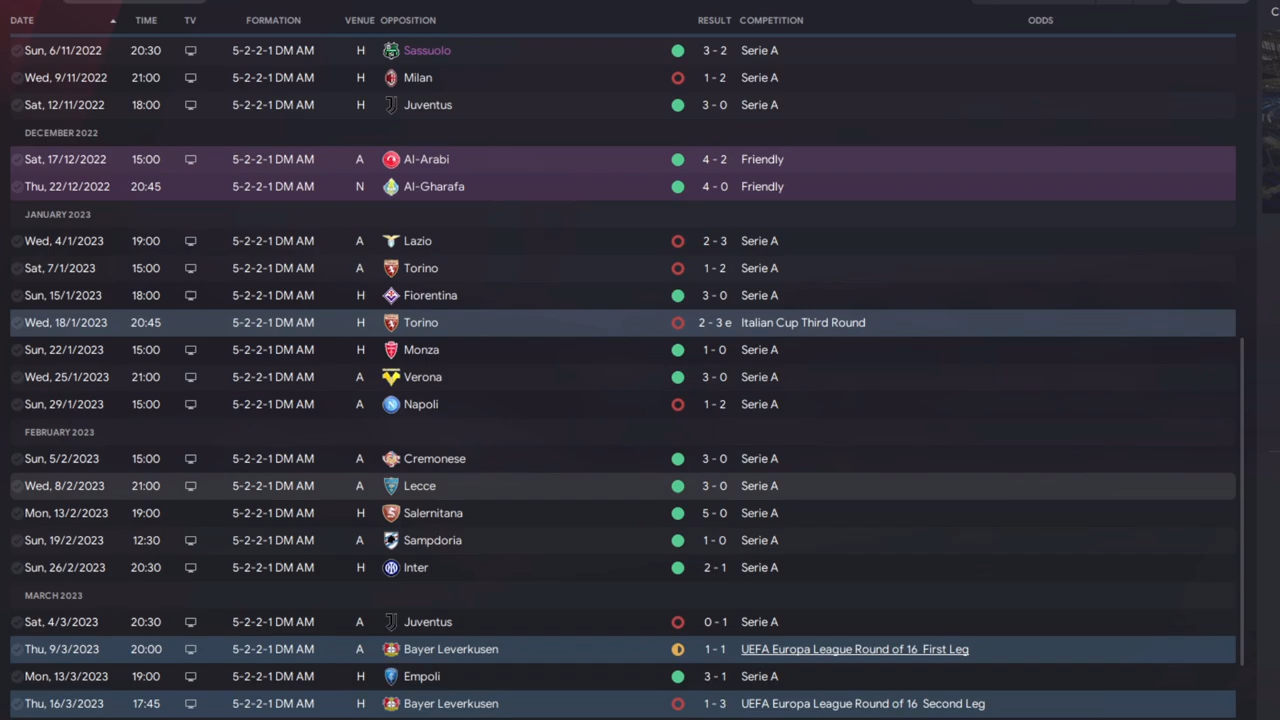 DATE TIME TV FORMATION VENUE OPPOSITION RESULT COMPETITION ODDS
Sun, 6/11/2022 20:30 5-2-2-1 DM AM H Sassuolo 3 - 2 Serie A
Wed, 9/11/2022 21:00 5-2-2-1 DM AM H Milan 1 - 2 Serie A
Sat, 12/11/2022 18:00 5-2-2-1 DM AM H Juventus 3 - 0 Serie A
DECEMBER 2022
Sat, 17/12/2022 15:00 5-2-2-1 DM AM A Al-Arabi 4 - 2 Friendly
Thu, 22/12/2022 20:45 5-2-2-1 DM AM N Al-Gharafa 4 - 0 Friendly
JANUARY 2023
Wed, 4/1/2023 19:00 5-2-2-1 DM AM A Lazio 2 - 3 Serie A
Sat, 7/1/2023 15:00 5-2-2-1 DM AM A Torino 1 - 2 Serie A
Sun, 15/1/2023 18:00 5-2-2-1 DM AM H Fiorentina 3 - 0 Serie A
Wed, 18/1/2023 20:45 5-2-2-1 DM AM H Torino 2 - 3 e Italian Cup Third Round
Sun, 22/1/2023 15:00 5-2-2-1 DM AM H Monza 1 - 0 Serie A
Wed, 25/1/2023 21:00 5-2-2-1 DM AM A Verona 3 - 0 Serie A
Sun, 29/1/2023 15:00 5-2-2-1 DM AM A Napoli 1 - 2 Serie A
FEBRUARY 2023
Sun, 5/2/2023 15:00 5-2-2-1 DM AM A Cremonese 3 - 0 Serie A
Wed, 8/2/2023 21:00 5-2-2-1 DM AM A Lecce 3 - 0 Serie A
Mon, 13/2/2023 19:00 5-2-2-1 DM AM H Salernitana 5 - 0 Serie A
Sun, 19/2/2023 12:30 5-2-2-1 DM AM A Sampdoria 1 - 0 Serie A
Sun, 26/2/2023 20:30 5-2-2-1 DM AM H Inter 2 - 1 Serie A
MARCH 2023
Sat, 4/3/2023 20:30 5-2-2-1 DM AM A Juventus 0 - 1 Serie A
Thu, 9/3/2023 20:00 5-2-2-1 DM AM A Bayer Leverkusen 1 - 1 UEFA Europa League Round of 16 First Leg
Mon, 13/3/2023 19:00 5-2-2-1 DM AM H Empoli 3 - 1 Serie A
Thu, 16/3/2023 17:45 5-2-2-1 DM AM H Bayer Leverkusen 1 - 3 UEFA Europa League Round of 16 Second Leg